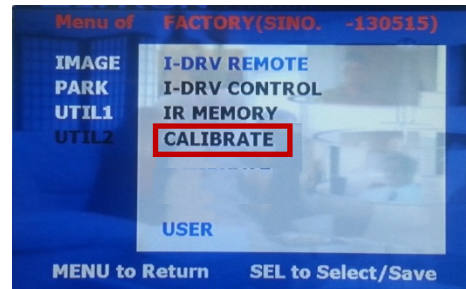 Menu of FACTORY(SINO. -130515)
IMAGE I-DRV REMOTE
PARK I-DRV CONTROL
UTIL1 IR MEMORY
UTIL2 CALIBRATE
USER
MENU to Return SEL to Select/Save